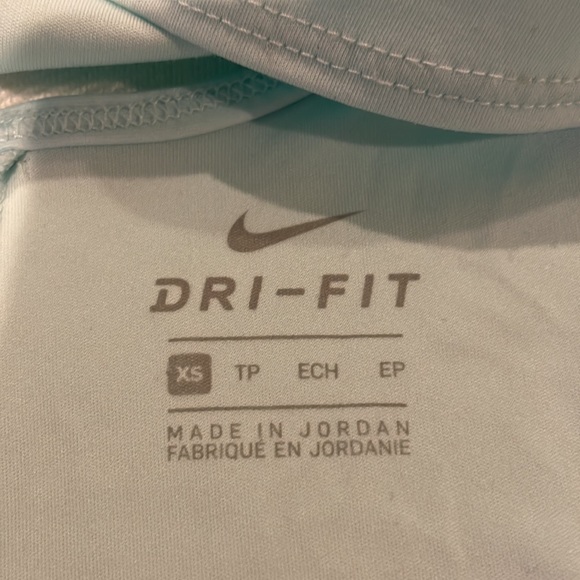 DRI-FIT
XS TP ECH EP
MADE IN JORDAN
FABRIQUÉ EN JORDANIE